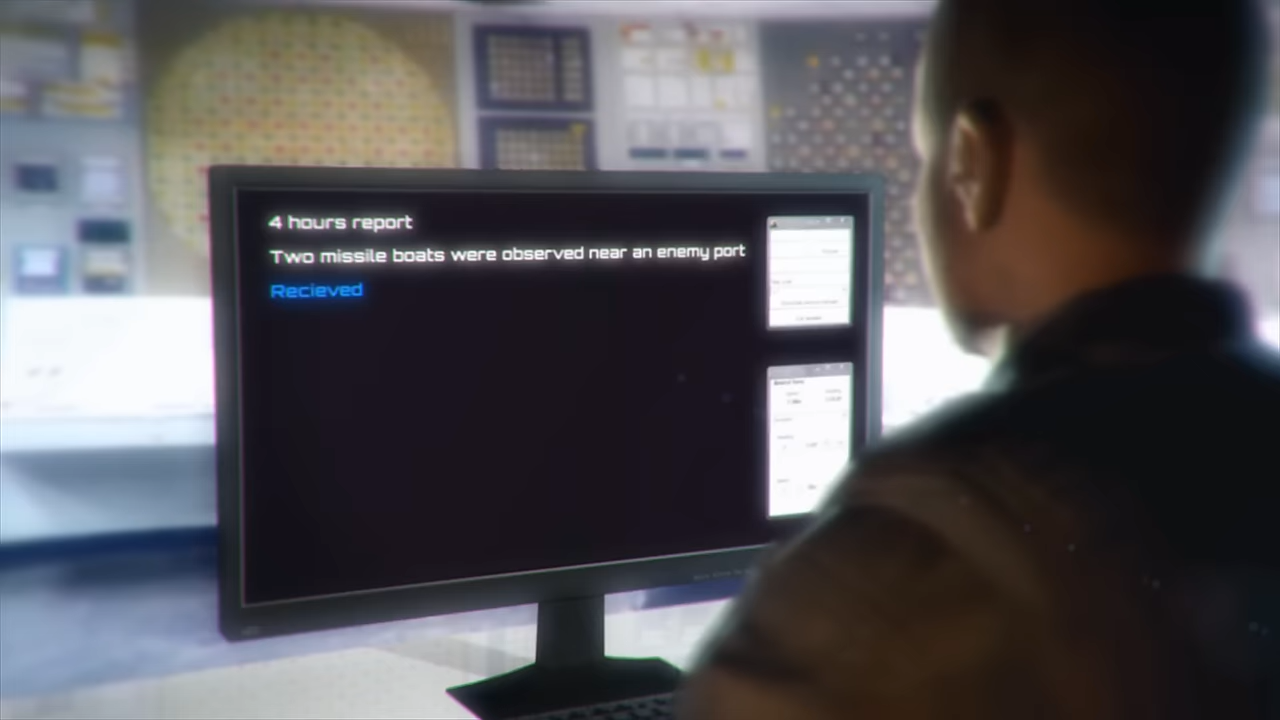 4 hours report
Two missile boats were observed near an enemy port
Recieved